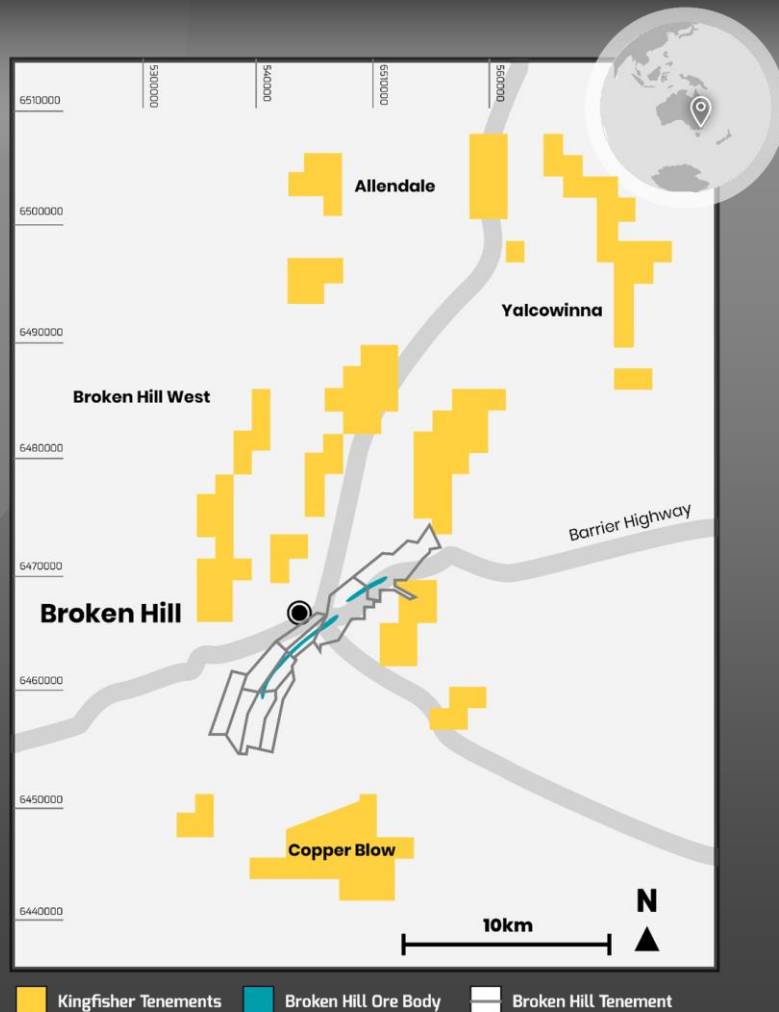 5300000
540000
6510000
560000
6510000
Allendale
6500000
Yalcowinna
6490000
Broken Hill West
6480000
Barrier Highway
6470000
Broken Hill
6460000
6450000
Copper Blow
6440000
10km
N
Kingfisher Tenements
Broken Hill Ore Body
Broken Hill Tenement